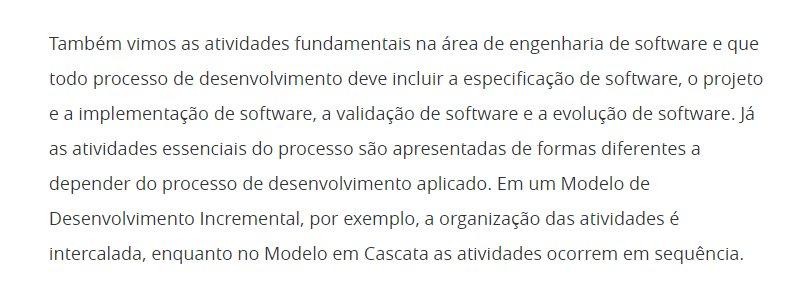 Também vimos as atividades fundamentais na área de engenharia de software e que
todo processo de desenvolvimento deve incluir a especificação de software, o projeto
e a implementação de software, a validação de software e a evolução de software. Já
as atividades essenciais do processo são apresentadas de formas diferentes a
depender do processo de desenvolvimento aplicado. Em um Modelo de
Desenvolvimento Incremental, por exemplo, a organização das atividades é
intercalada, enquanto no Modelo em Cascata as atividades ocorrem em sequência.